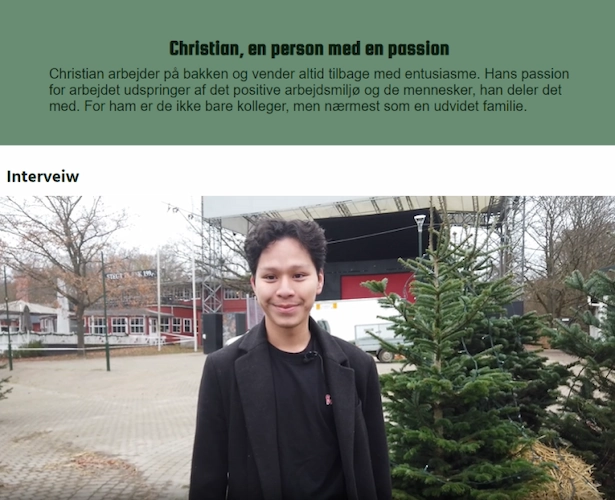 Christian, en person med en passion
Christian arbejder på bakken og vender altid tilbage med entusiasme. Hans passion
for arbejdet udspringer af det positive arbejdsmiljø og de mennesker, han deler det
med. For ham er de ikke bare kolleger, men nærmest som en udvidet familie.
Interveiw